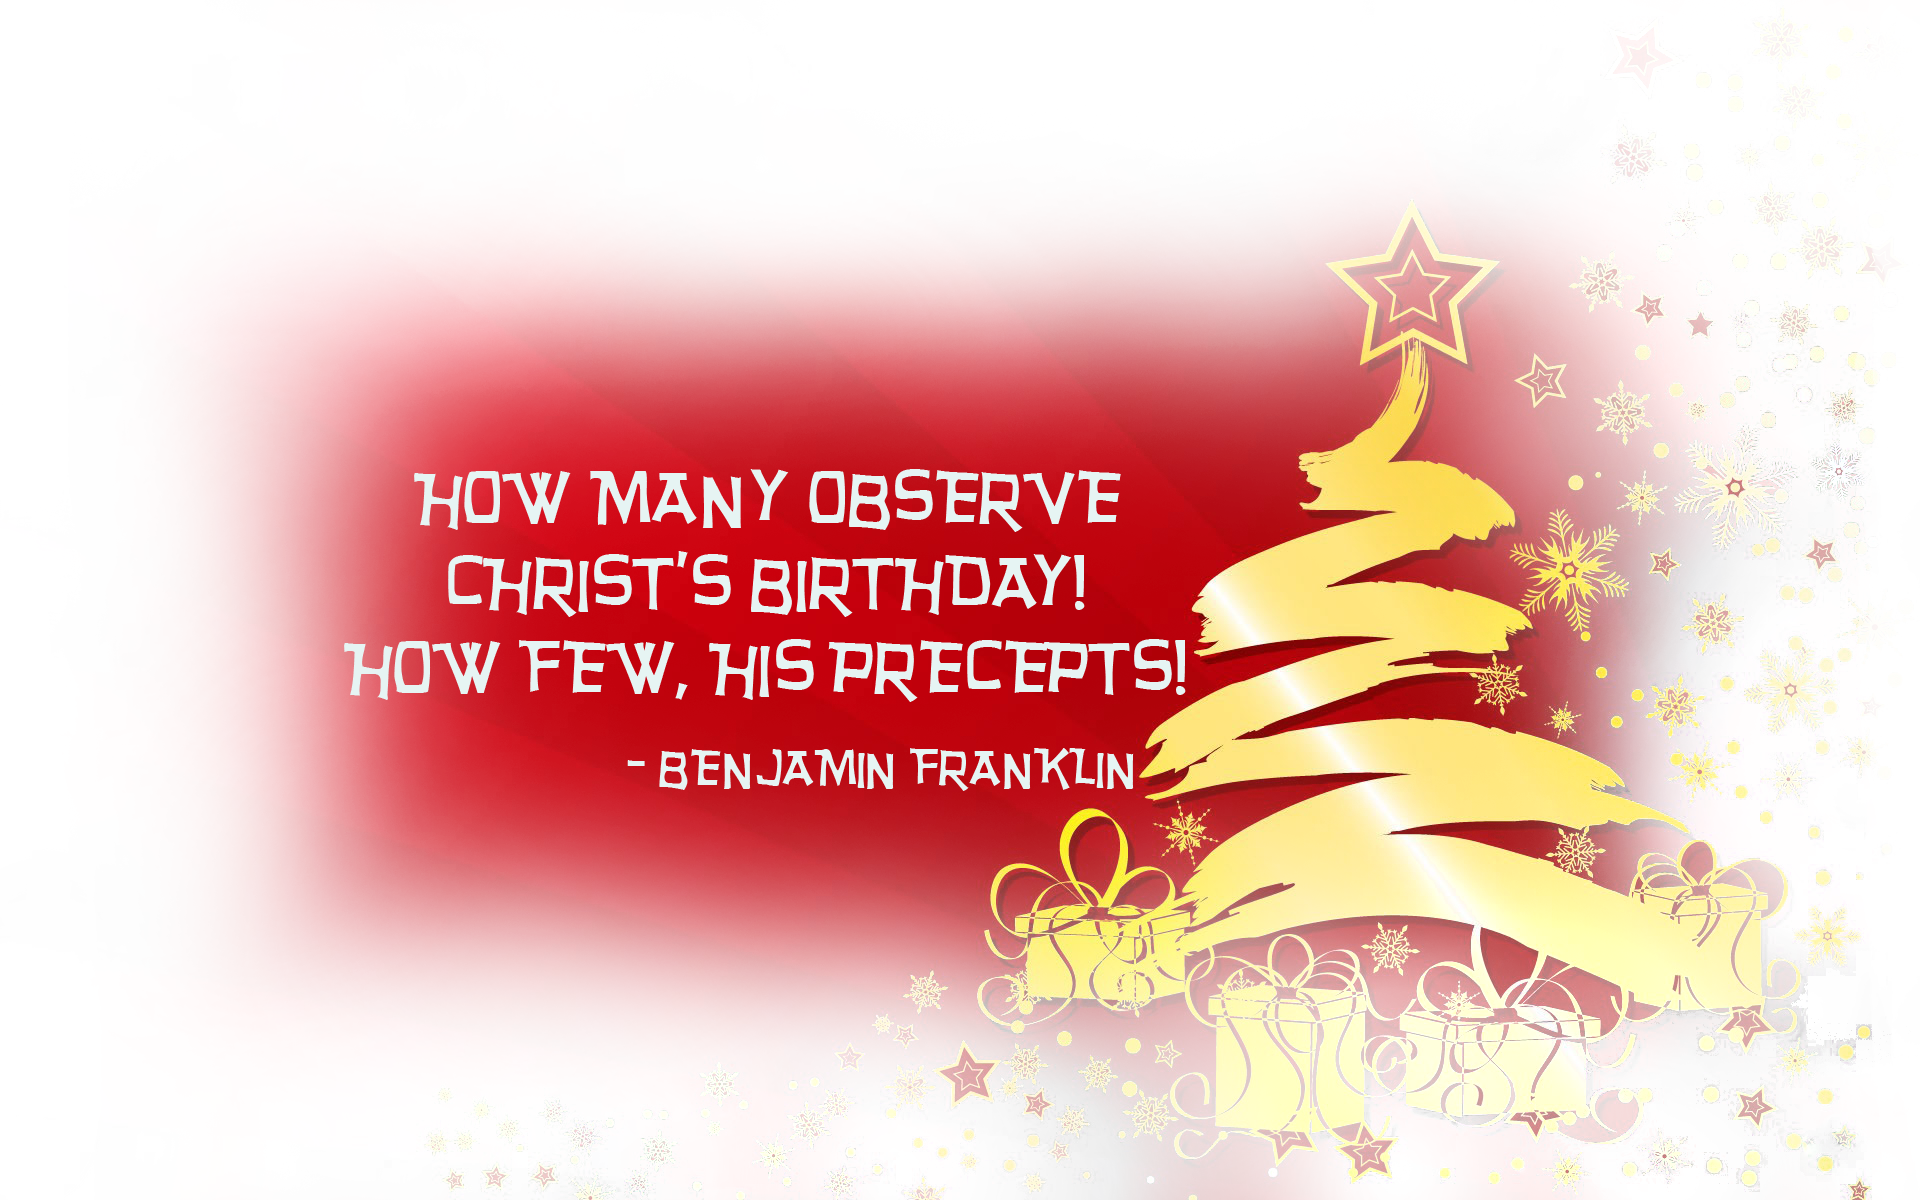 HOW MANY OBSERVE
CHRIST'S BIRTHDAY!
HOW FEW, HIS PRECEPTS!
- BENJAMIN FRANKLIN